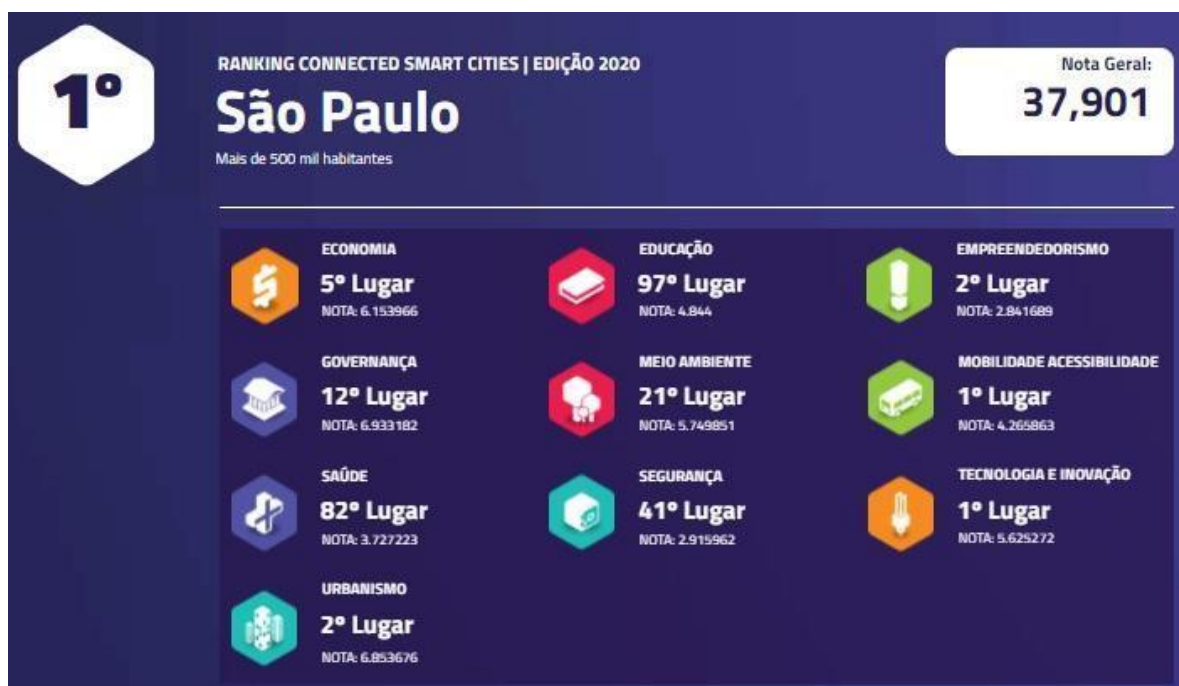 1º
RANKING CONNECTED SMART CITIES | EDIÇÃO 2020
São Paulo
Mais de 500 mil habitantes
Nota Geral:
37,901
ECONOMIA
5º Lugar
NOTA: 6.153966
EDUCAÇÃO
97º Lugar
NOTA: 4.844
EMPREENDEDORISMO
2º Lugar
NOTA: 2.841689
GOVERNANÇA
12º Lugar
NOTA: 6.933182
MEIO AMBIENTE
21º Lugar
NOTA: 5.749851
MOBILIDADE ACESSIBILIDADE
1º Lugar
NOTA: 4.265863
SAÚDE
82º Lugar
NOTA: 3.727223
SEGURANÇA
41º Lugar
NOTA: 2.915962
TECNOLOGIA E INOVAÇÃO
1º Lugar
NOTA: 5.625272
URBANISMO
2º Lugar
NOTA: 6.853676